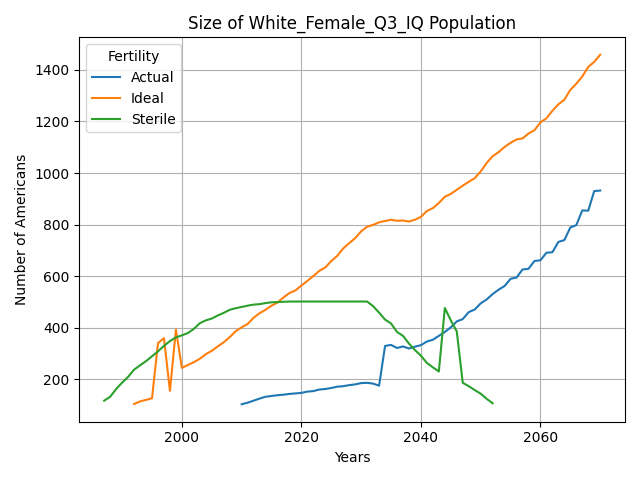 Size of White_Female_Q3_IQ Population
Fertility
Actual
Ideal
Sterile
Number of Americans
1400
1200
1000
800
600
400
200
2000
2020
2040
2060
Years